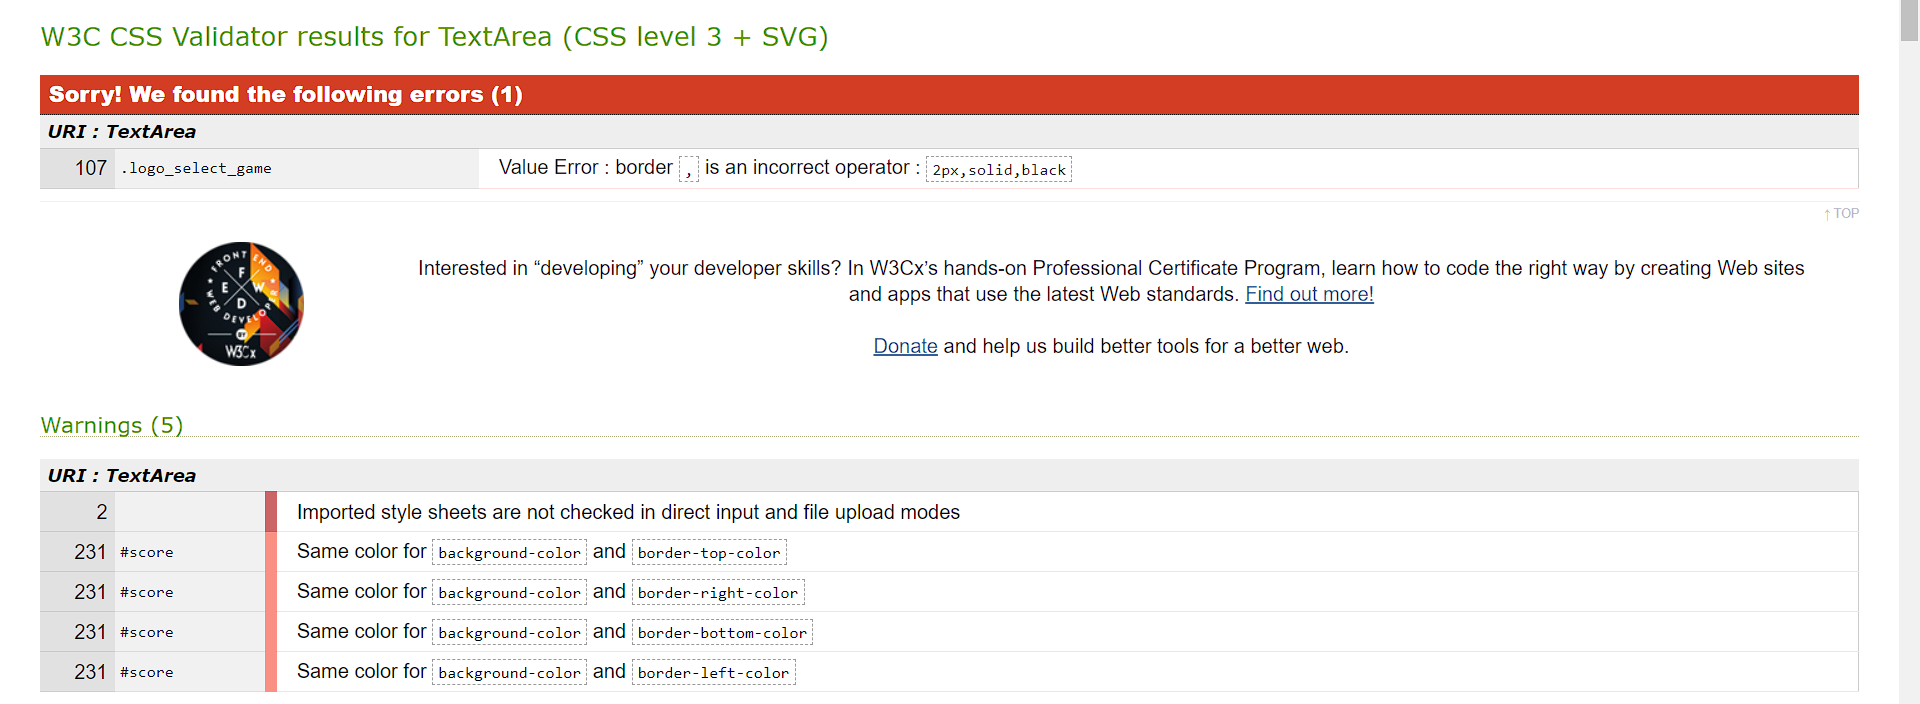 W3C CSS Validator results for TextArea (CSS level 3 + SVG)
Sorry! We found the following errors (1)
URI : TextArea
107 .logo_select_game Value Error : border , is an incorrect operator : 2px,solid,black
↑ TOP
FRONT END
F
E W
D
WEB DEVELOPER
BY
W3Cx
Interested in “developing” your developer skills? In W3Cx’s hands-on Professional Certificate Program, learn how to code the right way by creating Web sites
and apps that use the latest Web standards. Find out more!
Donate and help us build better tools for a better web.
Warnings (5)
URI : TextArea
2 Imported style sheets are not checked in direct input and file upload modes
231 #score Same color for background-color and border-top-color
231 #score Same color for background-color and border-right-color
231 #score Same color for background-color and border-bottom-color
231 #score Same color for background-color and border-left-color